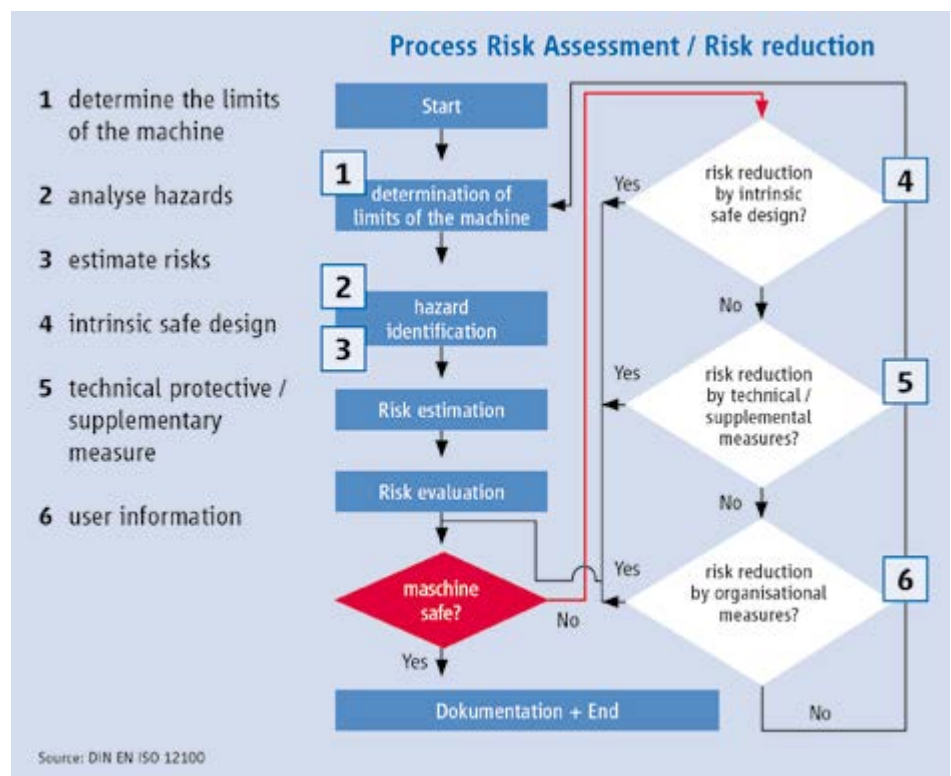 Process Risk Assessment / Risk reduction
1 determine the limits
of the machine
2 analyse hazards
3 estimate risks
4 intrinsic safe design
5 technical protective /
supplementary
measure
6 user information
Start
1
determination of
limits of the machine
2
hazard
identification
3
Risk estimation
Risk evaluation
maschine
safe?
No
Yes
Dokumentation + End
Yes
risk reduction
by intrinsic
safe design?
4
No
Yes
risk reduction
by technical /
supplemental
measures?
5
No
Yes
risk reduction
by organisational
measures?
6
No
Source: DIN EN ISO 12100